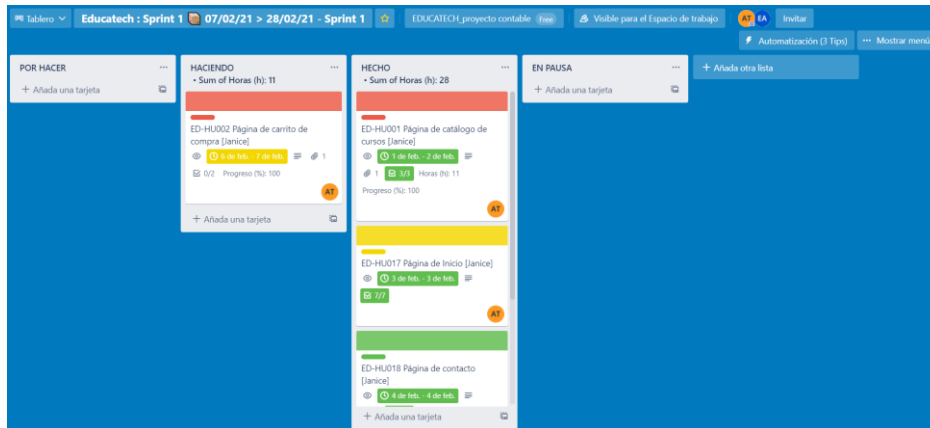 Tablero
Educatech : Sprint 1 07/02/21 > 28/02/21 - Sprint 1
EDUCATECH_proyecto contable Free
Visible para el Espacio de trabajo
AT EA
Invitar
Automatización (3 Tips)
··· Mostrar menú
POR HACER ...
+ Añada una tarjeta
HACIENDO ...
• Sum of Horas (h): 11
ED-HU002 Página de carrito de
compra [Janice]
6 de feb. - 7 de feb.
1
0/2 Progreso (%): 100
AT
+ Añada una tarjeta
HECHO ...
• Sum of Horas (h): 28
ED-HU001 Página de catálogo de
cursos [Janice]
1 de feb. - 2 de feb.
1 3/3 Horas (h): 11
Progreso (%): 100
AT
ED-HU017 Página de Inicio [Janice]
3 de feb. - 3 de feb.
7/7
AT
ED-HU018 Página de contacto
[Janice]
4 de feb. - 4 de feb.
+ Añada una tarjeta
EN PAUSA ...
+ Añada una tarjeta
+ Añada otra lista